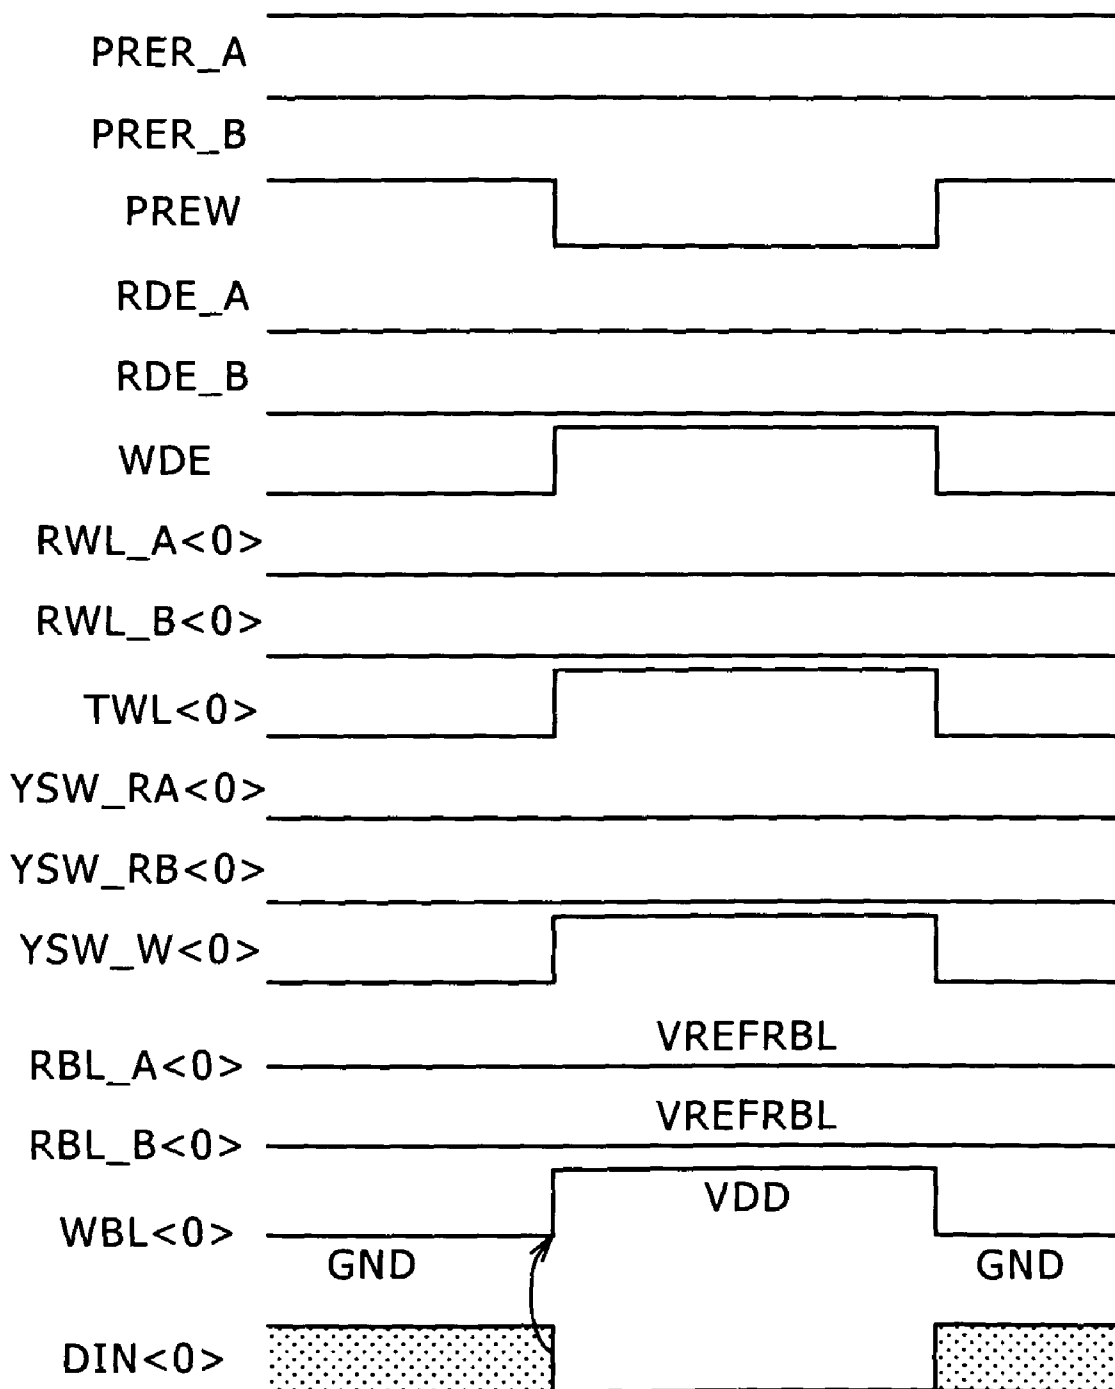 PRER_A
PRER_B
PREW
RDE_A
RDE_B
WDE
RWL_A<0>
RWL_B<0>
TWL<0>
YSW_RA<0>
YSW_RB<0>
YSW_W<0>
VREFRBL
RBL_A<0>
VREFRBL
RBL_B<0>
VDD
WBL<0>
GND GND
DIN<0>